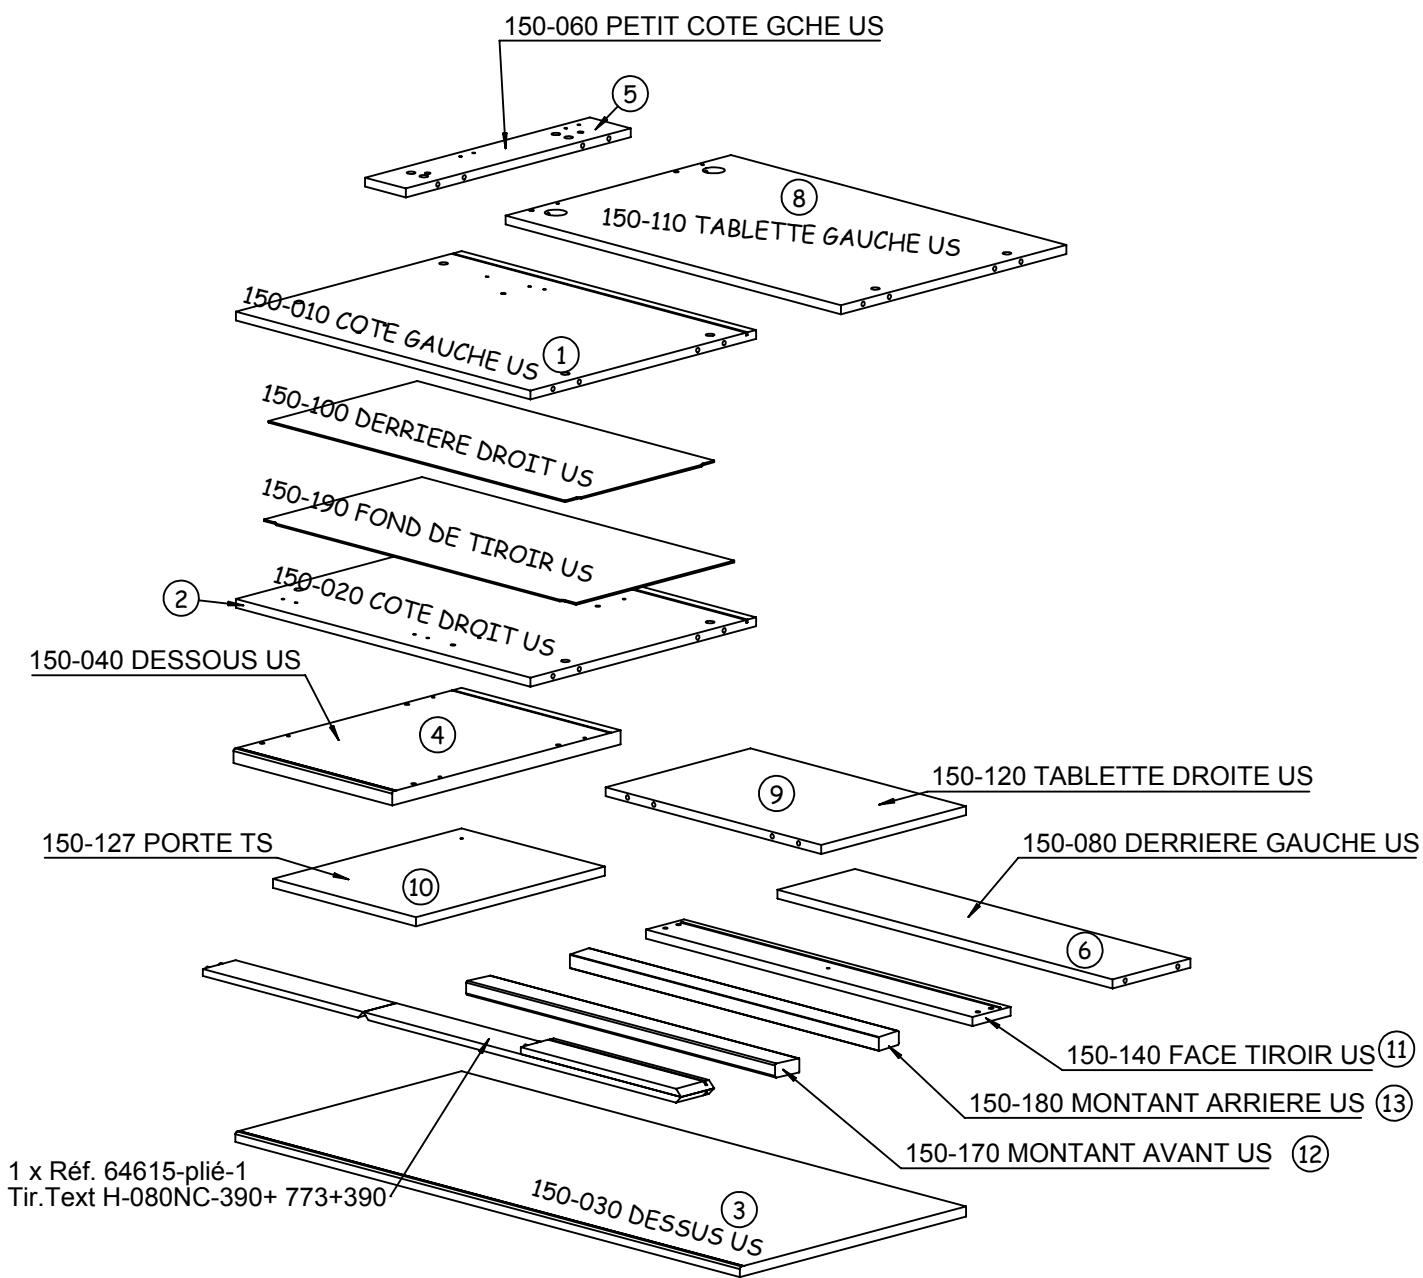 150-060 PETIT COTE GCHE US
5
8
150-110 TABLETTE GAUCHE US
150-010 COTE GAUCHE US
1
150-100 DERRIERE DROIT US
150-190 FOND DE TIROIR US
2
150-020 COTE DROIT US
150-040 DESSOUS US
4
150-120 TABLETTE DROITE US
9
150-127 PORTE TS
10
150-080 DERRIERE GAUCHE US
6
150-140 FACE TIROIR US
11
150-180 MONTANT ARRIERE US
13
150-170 MONTANT AVANT US
12
1 x Réf. 64615-plié-1
Tir.Text H-080NC-390+ 773+390
150-030 DESSUS US
3